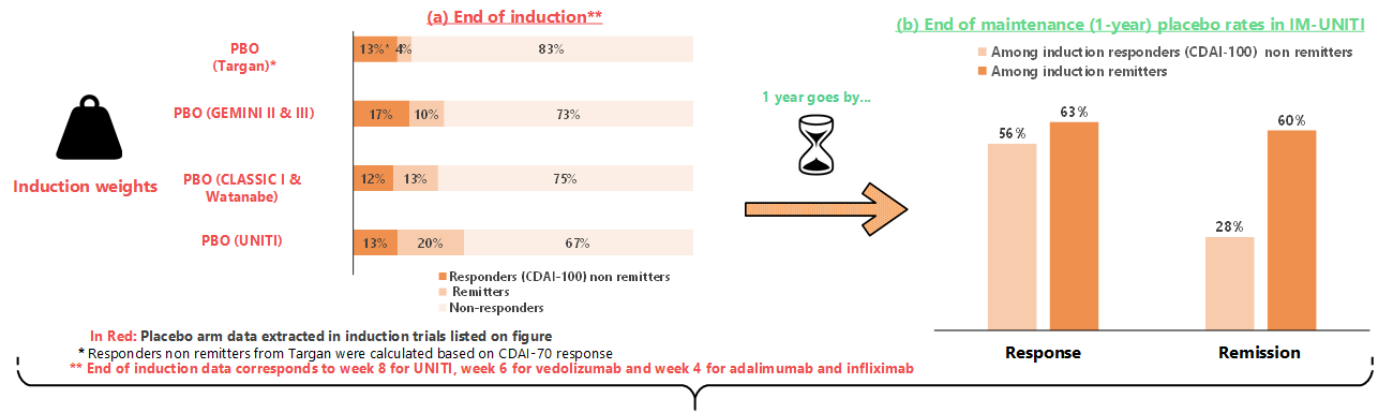 (a) End of induction**
(b) End of maintenance (1-year) placebo rates in IM-UNITI
PBO
(Targan)*
13%* 4% 83%
PBO (GEMINI II & III)
17% 10% 73%
PBO (CLASSIC I &
Watanabe)
12% 13% 75%
PBO (UNITI)
13% 20% 67%
Induction weights
Responders (CDAI-100) non remitters
Remitters
Non-responders
1 year goes by...
Among induction responders (CDAI-100) non remitters
Among induction remitters
56% 63% 28% 60%
Response Remission
In Red: Placebo arm data extracted in induction trials listed on figure
* Responders non remitters from Targan were calculated based on CDAI-70 response
** End of induction data corresponds to week 8 for UNITI, week 6 for vedolizumab and week 4 for adalimumab and infliximab